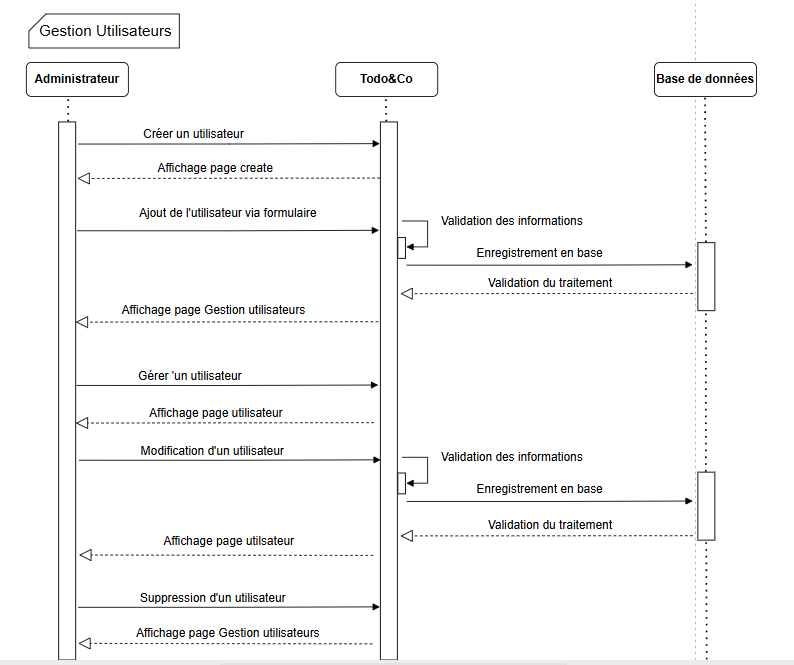 Gestion Utilisateurs
Administrateur
Todo&Co
Base de données
Créer un utilisateur
Affichage page create
Ajout de l'utilisateur via formulaire
Validation des informations
Enregistrement en base
Validation du traitement
Affichage page Gestion utilisateurs
Gérer 'un utilisateur
Affichage page utilisateur
Modification d'un utilisateur
Validation des informations
Enregistrement en base
Validation du traitement
Affichage page utilsateur
Suppression d'un utilisateur
Affichage page Gestion utilisateurs